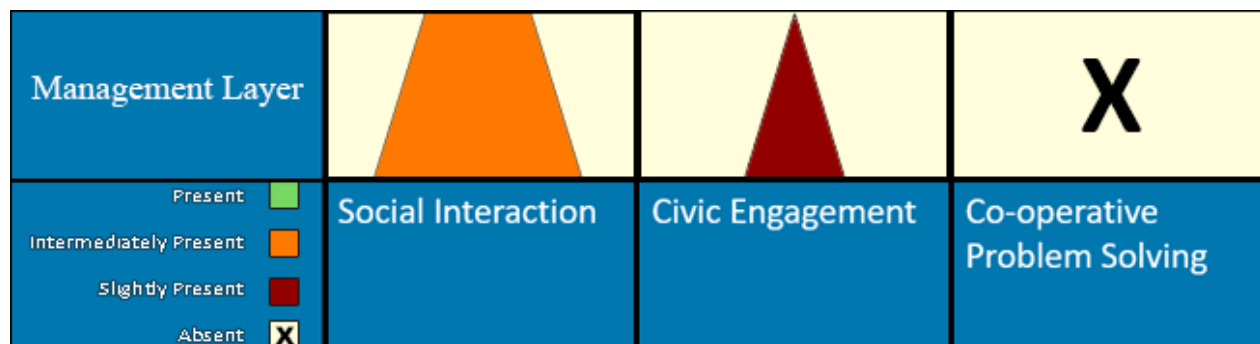 Management Layer
X
Present
Intermediately Present
Slightly Present
Absent X
Social Interaction
Civic Engagement
Co-operative
Problem Solving